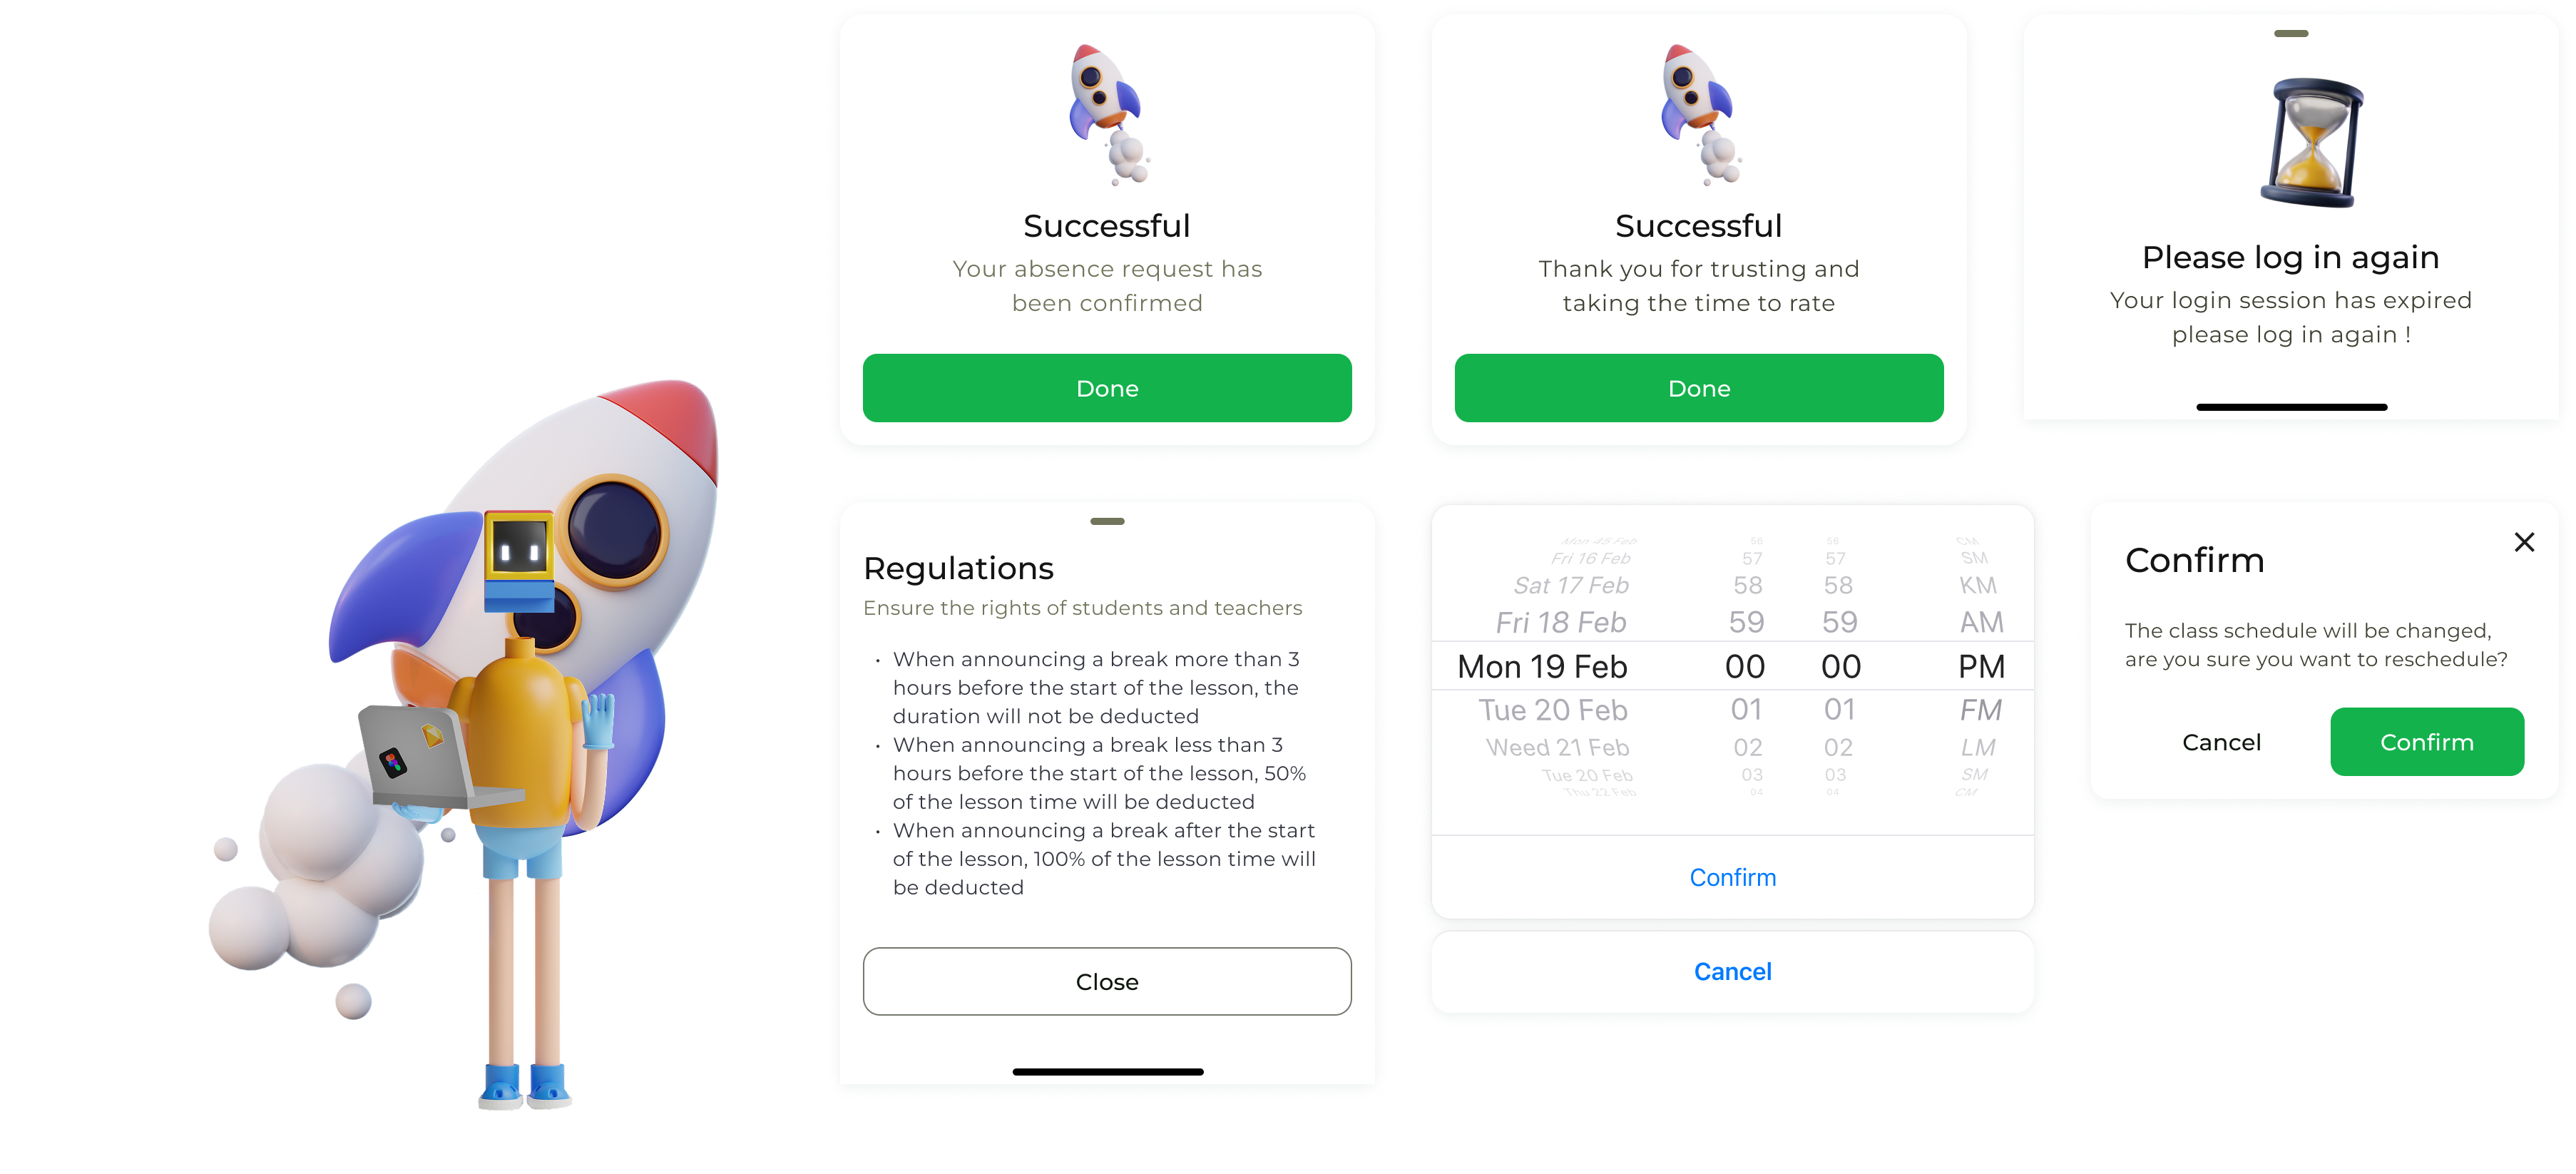 Successful
Your absence request has
been confirmed
Done
Successful
Thank you for trusting and
taking the time to rate
Done
Please log in again
Your login session has expired
please log in again !
Regulations
Ensure the rights of students and teachers
• When announcing a break more than 3
hours before the start of the lesson, the
duration will not be deducted
• When announcing a break less than 3
hours before the start of the lesson, 50%
of the lesson time will be deducted
• When announcing a break after the start
of the lesson, 100% of the lesson time will
be deducted
Close
Mon 45 Feb 56 56 CM
Fri 16 Feb 57 57 SM
Sat 17 Feb 58 58 KM
Fri 18 Feb 59 59 AM
Mon 19 Feb 00 00 PM
Tue 20 Feb 01 01 FM
Weed 21 Feb 02 02 LM
Tue 20 Feb 03 03 SM
Thu 22 Feb 04 04 CM
Confirm
Cancel
Confirm
The class schedule will be changed,
are you sure you want to reschedule?
Cancel
Confirm